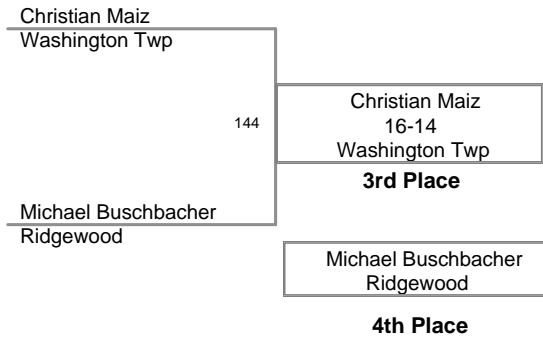 Christian Maiz
Washington Twp
144
Christian Maiz
16-14
Washington Twp
3rd Place
Michael Buschbacher
Ridgewood
Michael Buschbacher
Ridgewood
4th Place